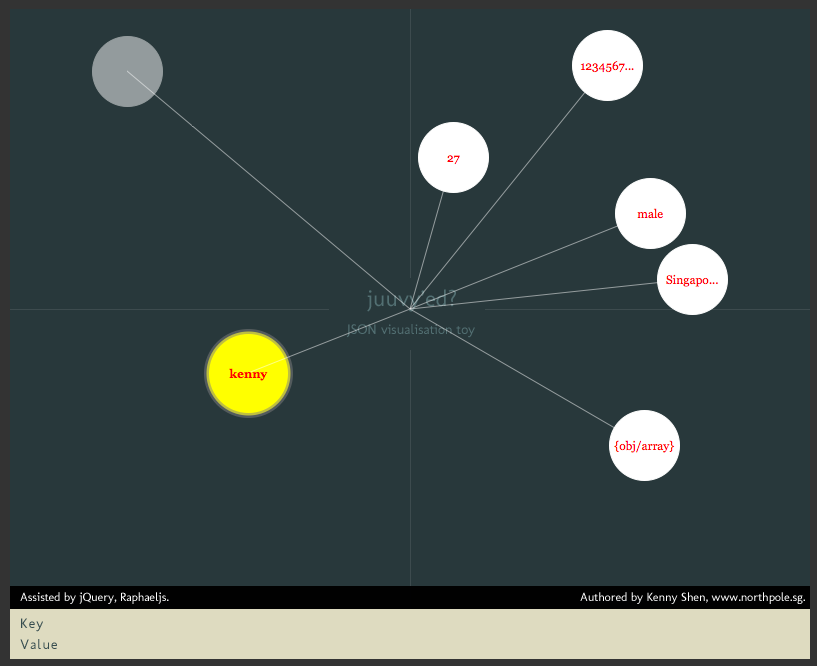 1234567...
27
male
Singapo...
juuvy'ed?
JSON visualisation toy
kenny
{obj/array}
Assisted by jQuery, Raphaeljs.
Authored by Kenny Shen, www.northpole.sg.
Key
Value